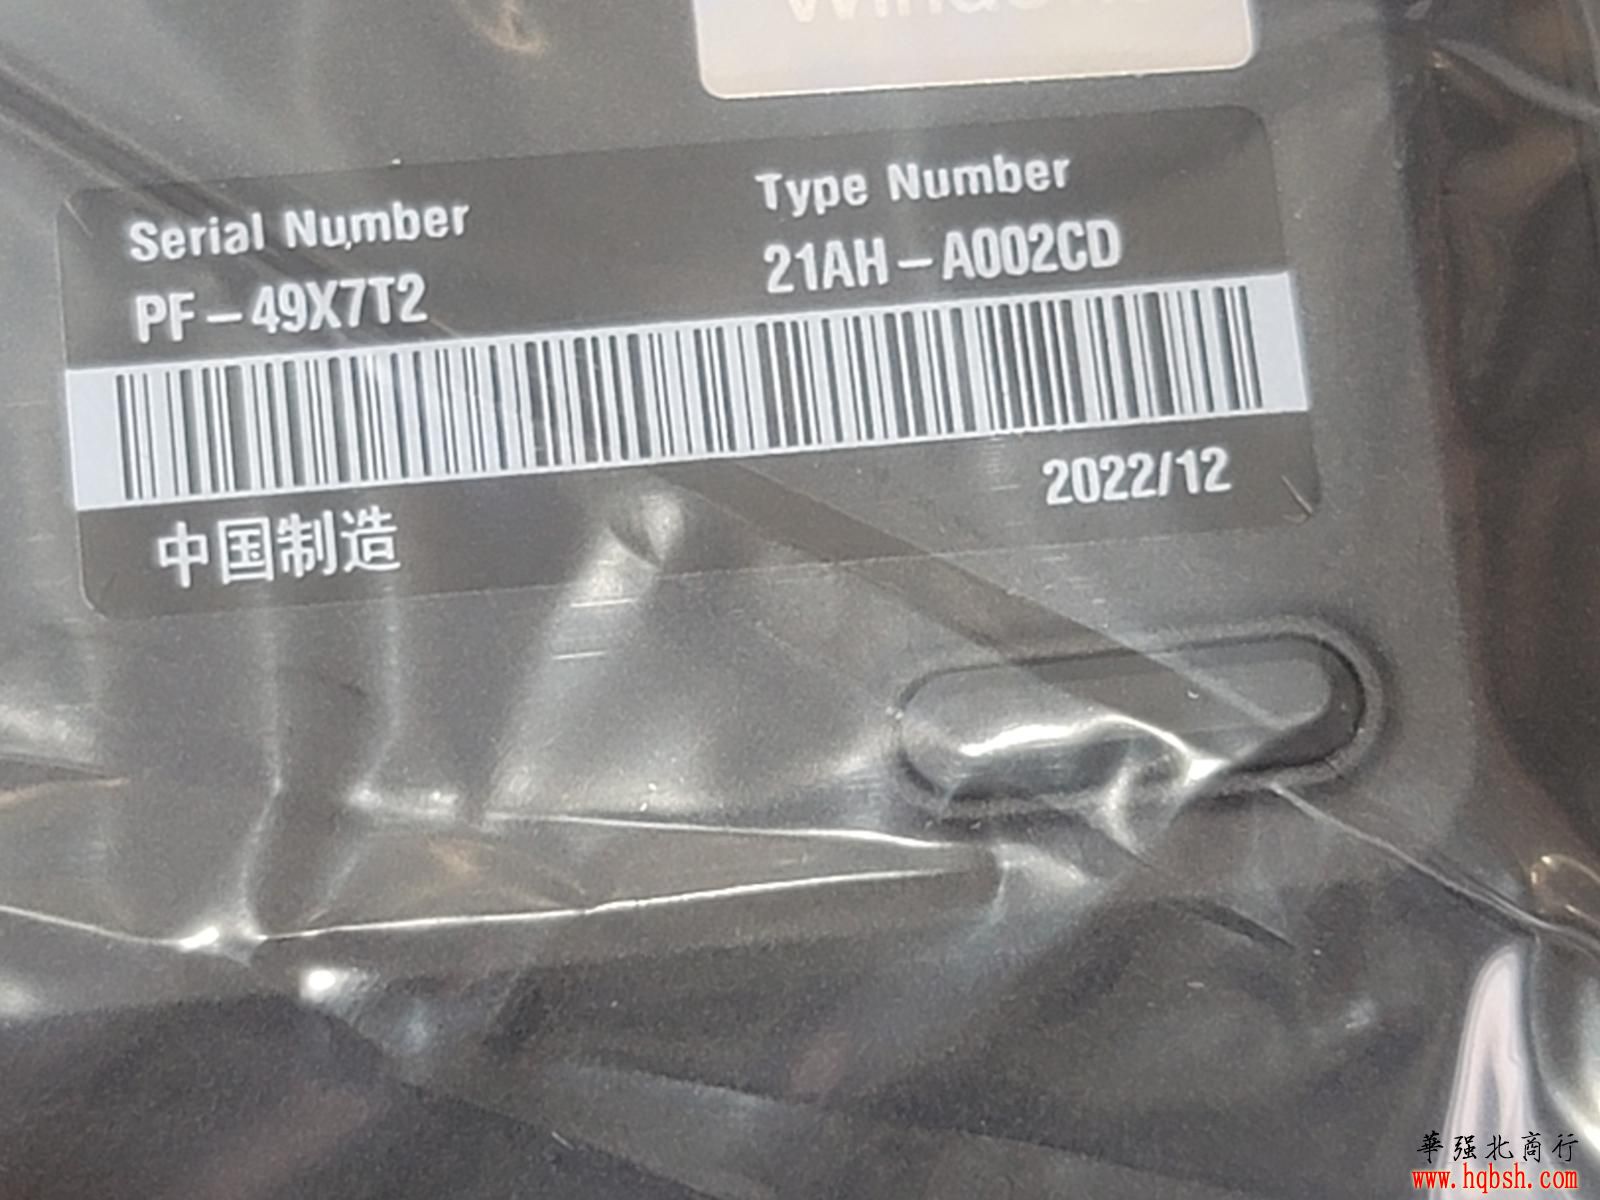 Windows
Serial Number
PF-49X7T2
Type Number
21AH-A002CD
2022/12
中国制造
華强北商行
www.hqbsh.com